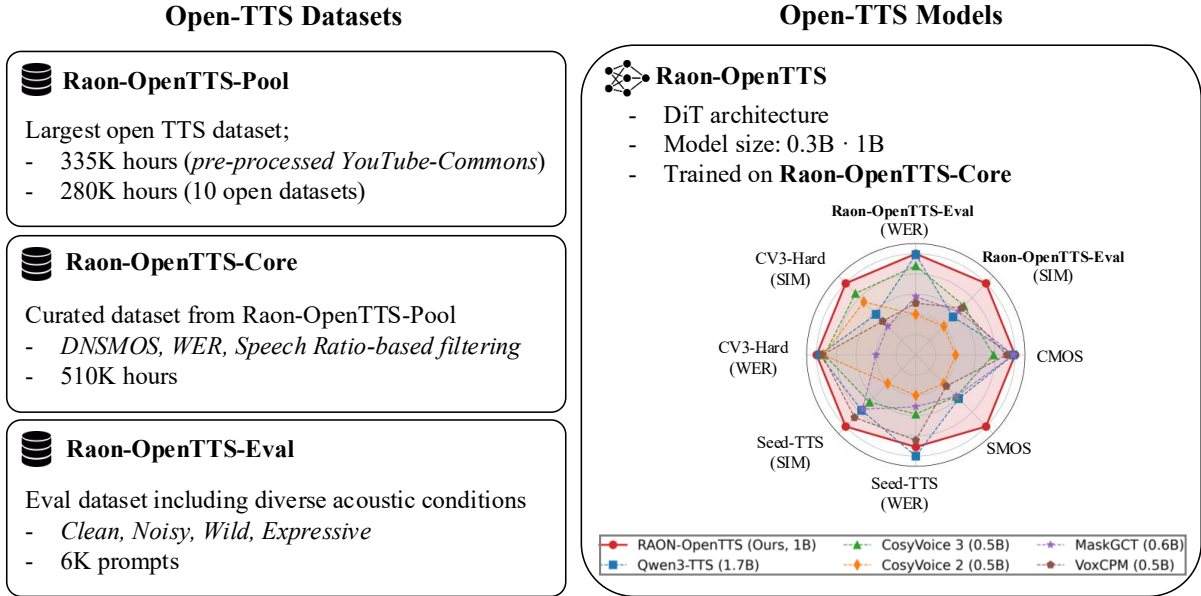 Open-TTS Datasets
Raon-OpenTTS-Pool
Largest open TTS dataset;
- 335K hours (pre-processed YouTube-Commons)
- 280K hours (10 open datasets)
Raon-OpenTTS-Core
Curated dataset from Raon-OpenTTS-Pool
- DNSMOS, WER, Speech Ratio-based filtering
- 510K hours
Raon-OpenTTS-Eval
Eval dataset including diverse acoustic conditions
- Clean, Noisy, Wild, Expressive
- 6K prompts
Open-TTS Models
Raon-OpenTTS
- DiT architecture
- Model size: 0.3B · 1B
- Trained on Raon-OpenTTS-Core
Raon-OpenTTS-Eval
(WER)
Raon-OpenTTS-Eval
(SIM)
CMOS
SMOS
Seed-TTS
(WER)
Seed-TTS
(SIM)
CV3-Hard
(WER)
CV3-Hard
(SIM)
RAON-OpenTTS (Ours, 1B)
Qwen3-TTS (1.7B)
CosyVoice 3 (0.5B)
CosyVoice 2 (0.5B)
MaskGCT (0.6B)
VoxCPM (0.5B)